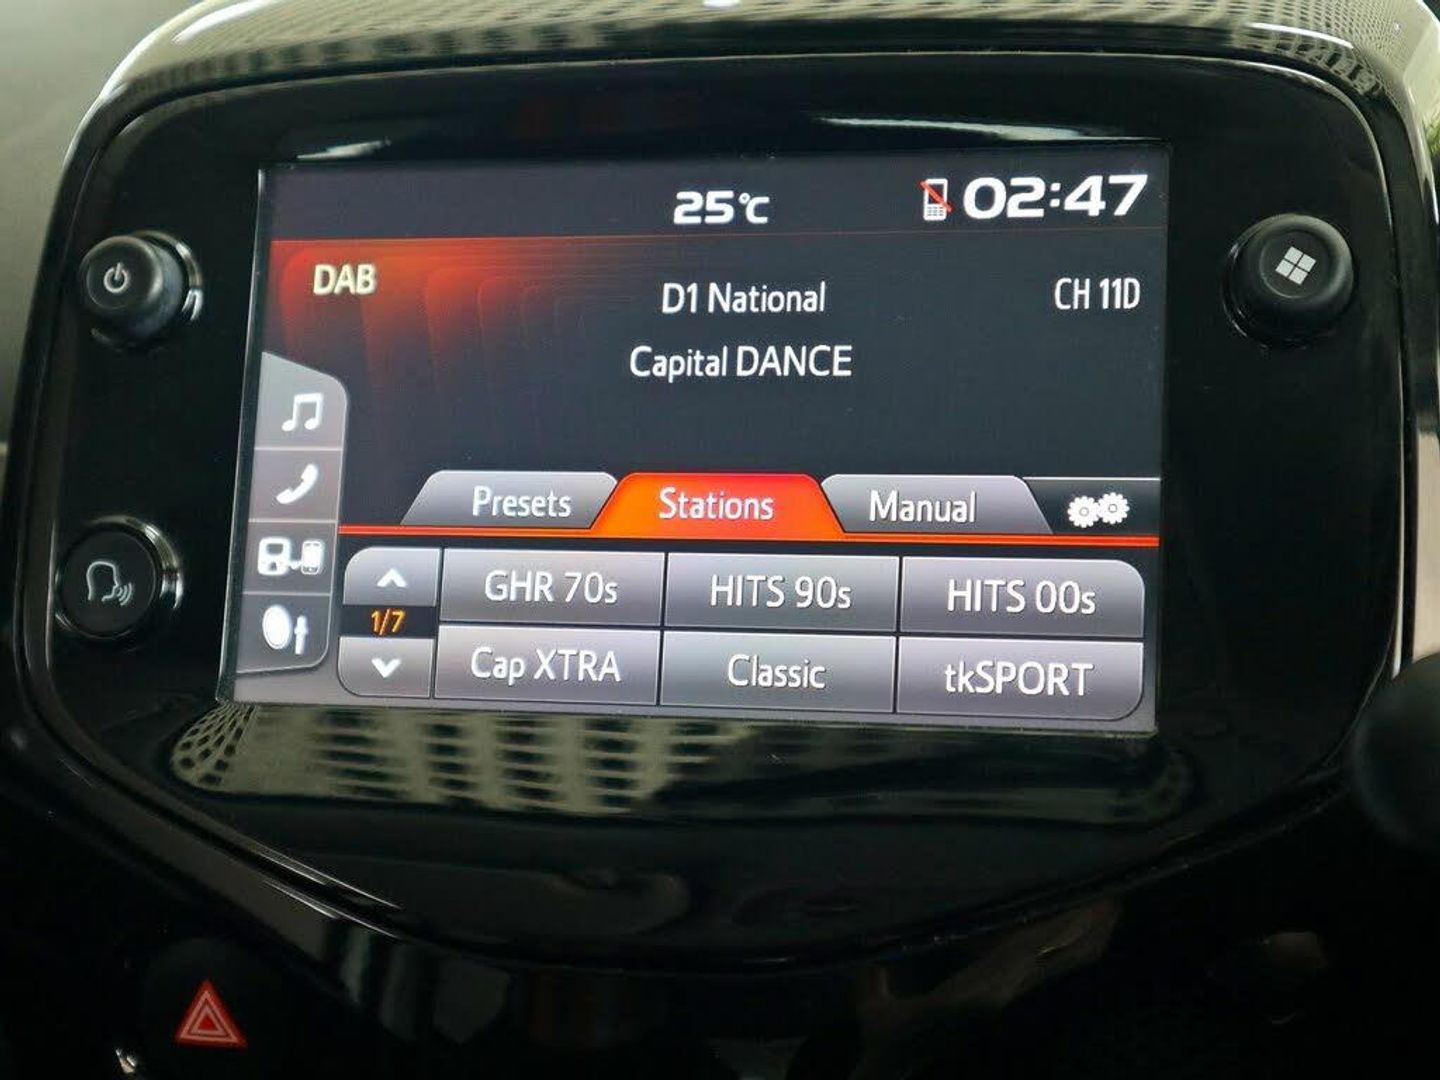 25°C
02:47
DAB
D1 National
CH 11D
Capital DANCE
Presets
Stations
Manual
GHR 70s
HITS 90s
HITS 00s
1/7
Cap XTRA
Classic
tkSPORT